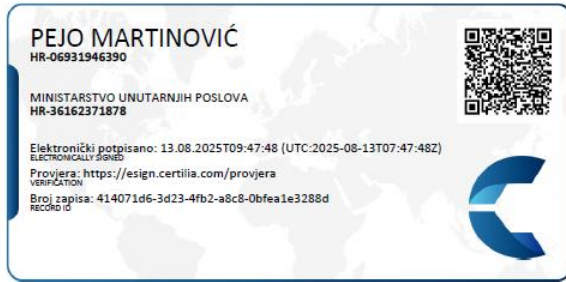 PEJO MARTINOVIĆ
HR-06931946390
MINISTARSTVO UNUTARNJIH POSLOVA
HR-36162371878
Elektronički potpisano: 13.08.2025T09:47:48 (UTC:2025-08-13T07:47:48Z)
ELECTRONICALLY SIGNED
Provjera: https://esign.certilia.com/provjera
VERIFICATION
Broj zapisa: 414071d6-3d23-4fb2-a8c8-0bfea1e3288d
RECORD ID